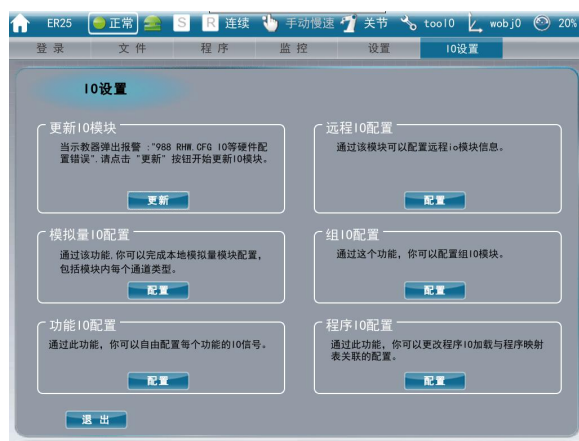 ER25 正常 S R 连续 手动慢速 关节 tool0 wobj0 20%
登录 文件 程序 监控 设置 IO设置
IO设置
更新IO模块
当示教器弹出报警 :"988 RHW.CFG IO等硬件配
置错误".请点击 "更新" 按钮开始更新IO模块。
更新
远程IO配置
通过该模块可以配置远程io模块信息。
配置
模拟量IO配置
通过该功能.你可以完成本地模拟量模块配置，
包括模块内每个通道类型。
配置
组IO配置
通过这个功能，你可以配置组IO模块。
配置
功能IO配置
通过此功能，你可以自由配置每个功能的IO信号。
配置
程序IO配置
通过此功能，你可以更改程序IO加载与程序映射
表关联的配置。
配置
退出